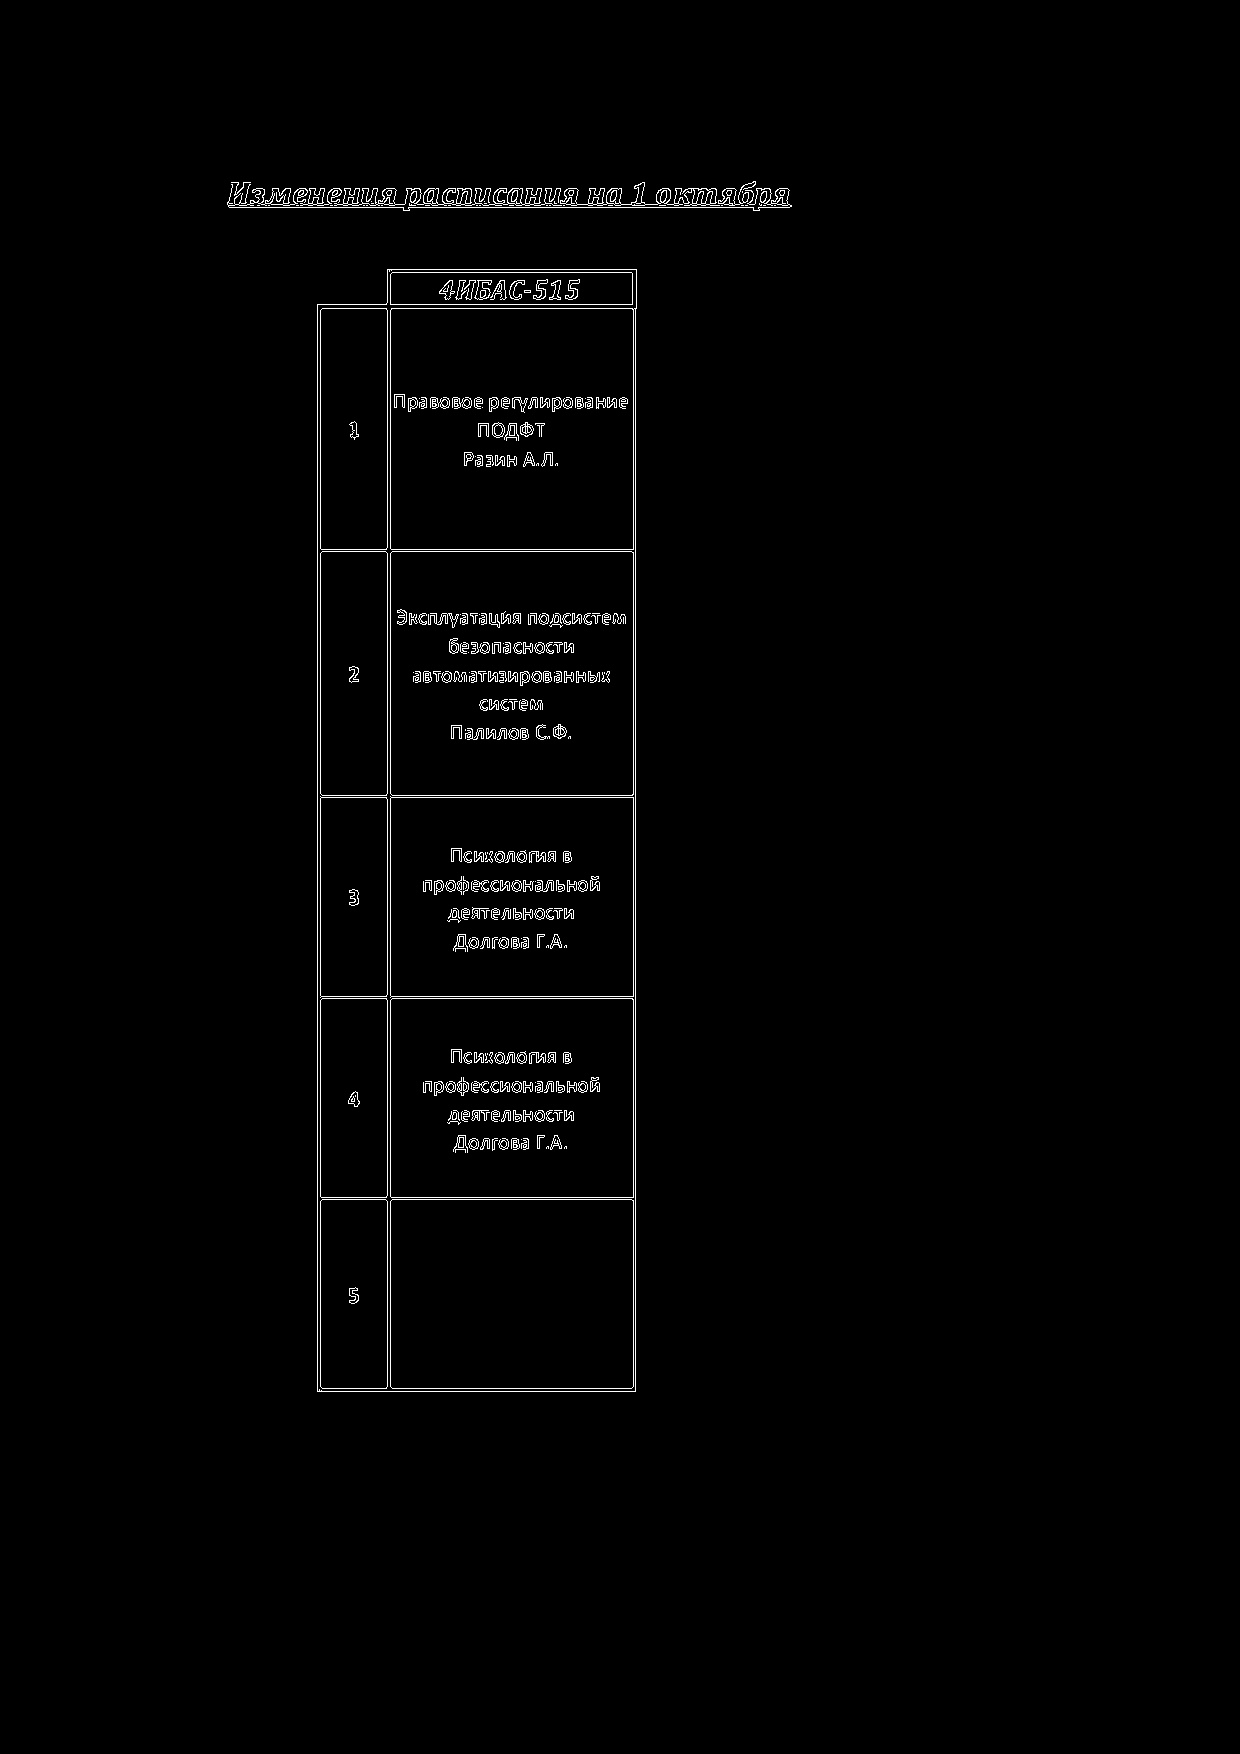 Изменения расписания на 1 октября
4ИБАС-515
1
Правовое регулирование
ПОДФТ
Разин А.Л.
2
Эксплуатация подсистем
безопасности
автоматизированных
систем
Палилов С.Ф.
3
Психология в
профессиональной
деятельности
Долгова Г.А.
4
Психология в
профессиональной
деятельности
Долгова Г.А.
5